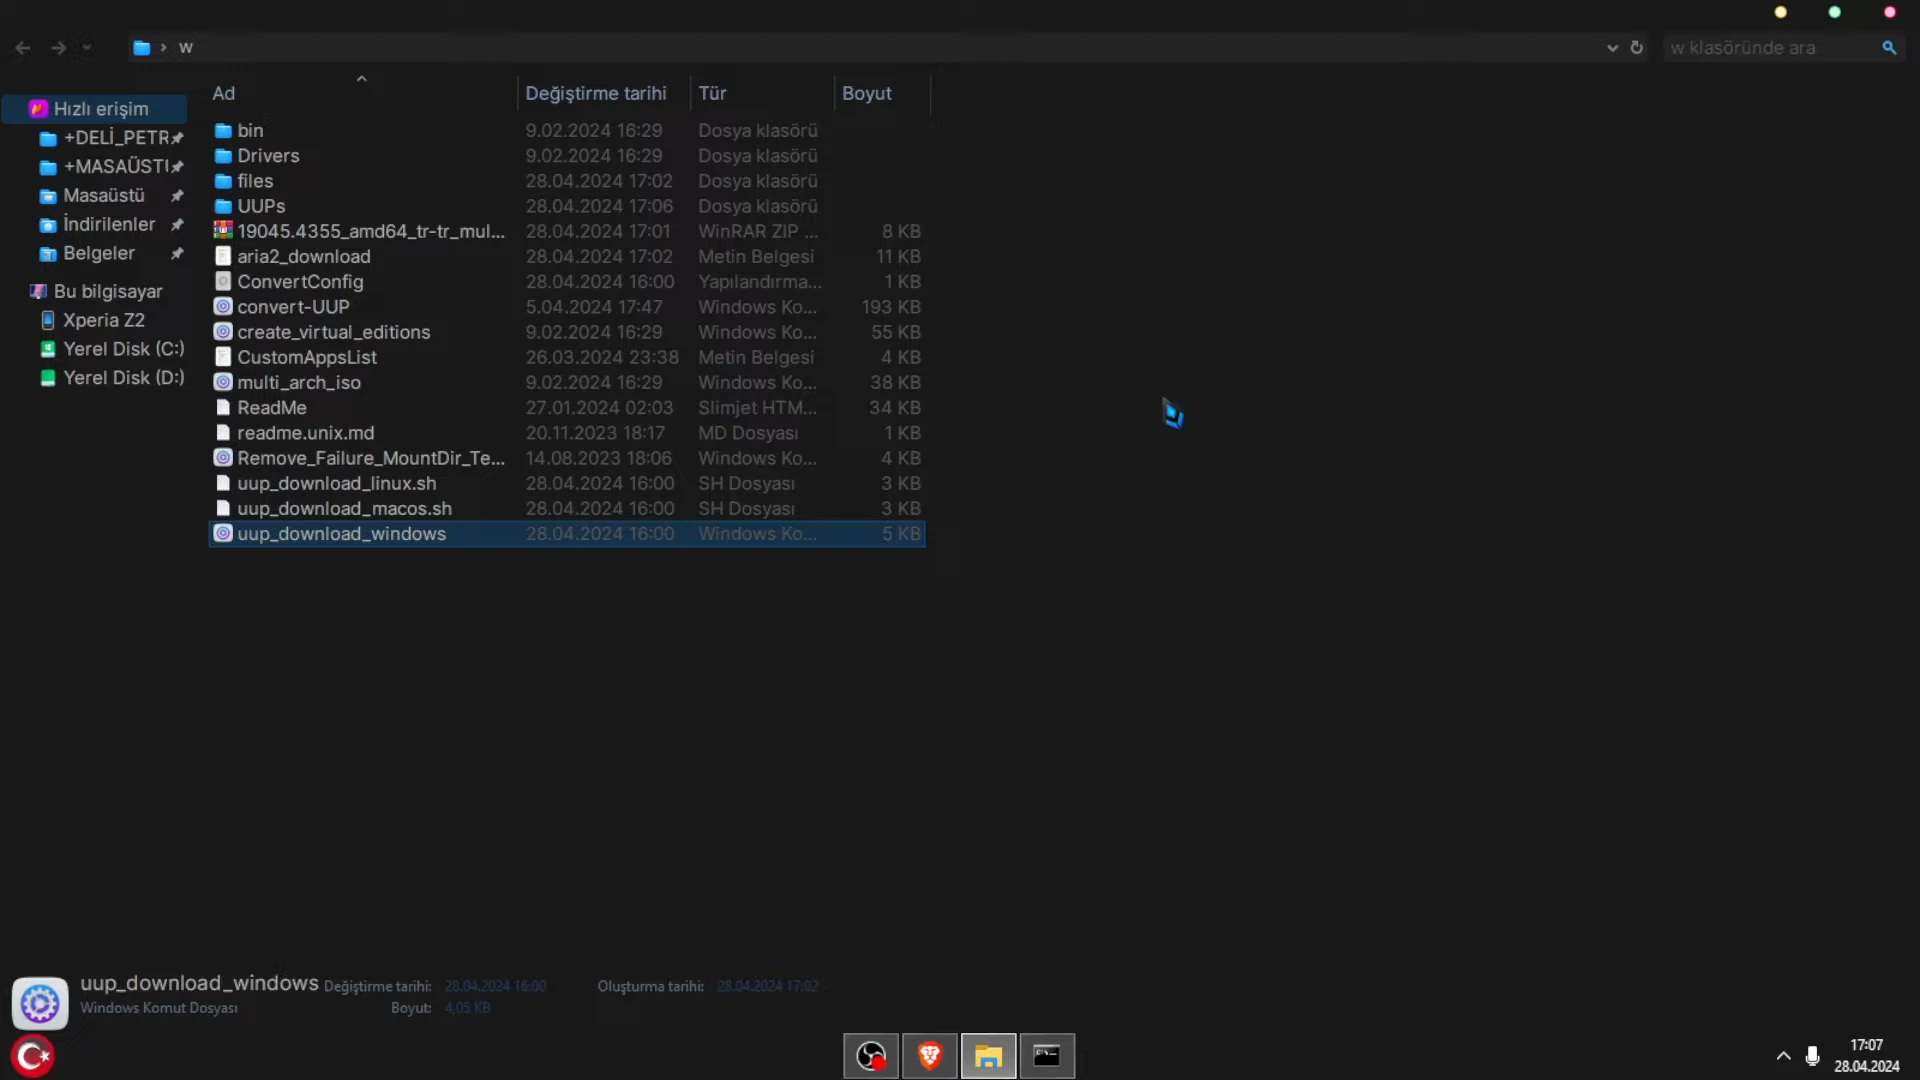 w
w klasöründe ara
Ad Değiştirme tarihi Tür Boyut
Hızlı erişim
+DELİ_PETR
+MASAÜSTÜ
Masaüstü
İndirilenler
Belgeler
Bu bilgisayar
Xperia Z2
Yerel Disk (C:)
Yerel Disk (D:)
bin 9.02.2024 16:29 Dosya klasörü
Drivers 9.02.2024 16:29 Dosya klasörü
files 28.04.2024 17:02 Dosya klasörü
UUPs 28.04.2024 17:06 Dosya klasörü
19045.4355_amd64_tr-tr_mul... 28.04.2024 17:01 WinRAR ZIP ... 8 KB
aria2_download 28.04.2024 17:02 Metin Belgesi 11 KB
ConvertConfig 28.04.2024 16:00 Yapılandırma... 1 KB
convert-UUP 5.04.2024 17:47 Windows Ko... 193 KB
create_virtual_editions 9.02.2024 16:29 Windows Ko... 55 KB
CustomAppsList 26.03.2024 23:38 Metin Belgesi 4 KB
multi_arch_iso 9.02.2024 16:29 Windows Ko... 38 KB
ReadMe 27.01.2024 02:03 Slimjet HTM... 34 KB
readme.unix.md 20.11.2023 18:17 MD Dosyası 1 KB
Remove_Failure_MountDir_Te... 14.08.2023 18:06 Windows Ko... 4 KB
uup_download_linux.sh 28.04.2024 16:00 SH Dosyası 3 KB
uup_download_macos.sh 28.04.2024 16:00 SH Dosyası 3 KB
uup_download_windows 28.04.2024 16:00 Windows Ko... 5 KB
uup_download_windows Değiştirme tarihi: 28.04.2024 16:00 Oluşturma tarihi: 28.04.2024 17:02
Windows Komut Dosyası Boyut: 4,05 KB
17:07
28.04.2024